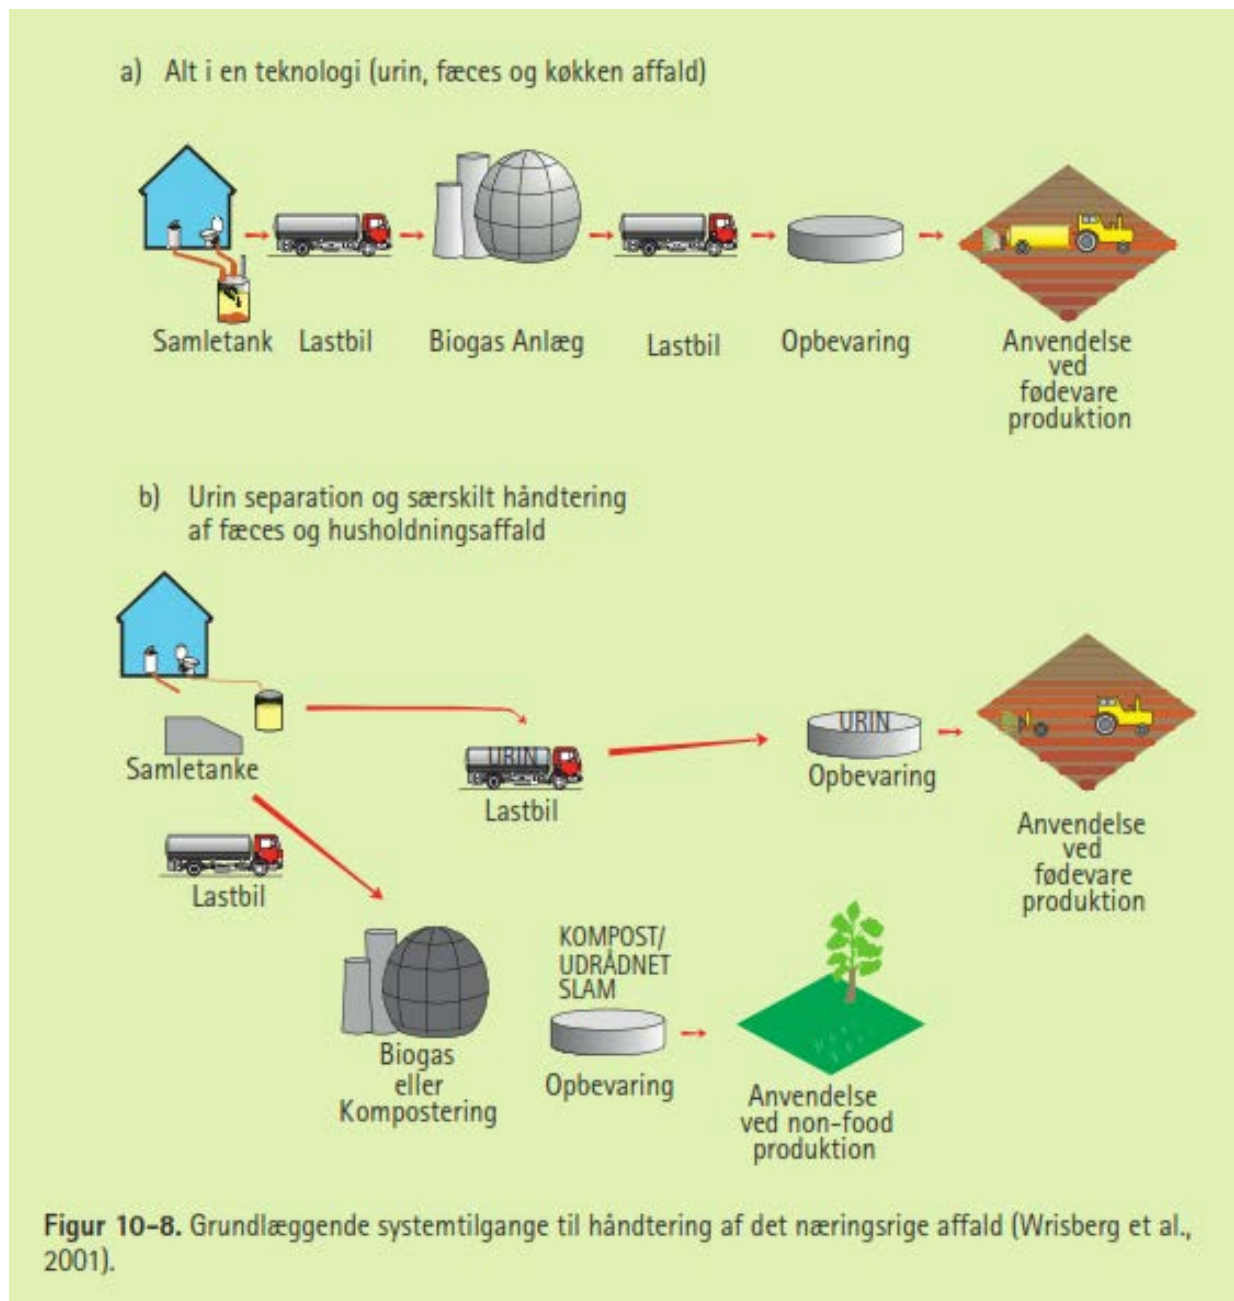 a) Alt i en teknologi (urin, fæces og køkken affald)
Samletank
Lastbil
Biogas Anlæg
Lastbil
Opbevaring
Anvendelse
ved
fødevare
produktion
b) Urin separation og særskilt håndtering
af fæces og husholdningsaffald
Samletanke
URIN
Lastbil
URIN
Opbevaring
Anvendelse
ved
fødevare
produktion
Lastbil
Biogas
eller
Kompostering
KOMPOST/
UDRÅDNET
SLAM
Opbevaring
Anvendelse
ved non-food
produktion
Figur 10-8. Grundlæggende systemtilgange til håndtering af det næringsrige affald (Wrisberg et al.,
2001).